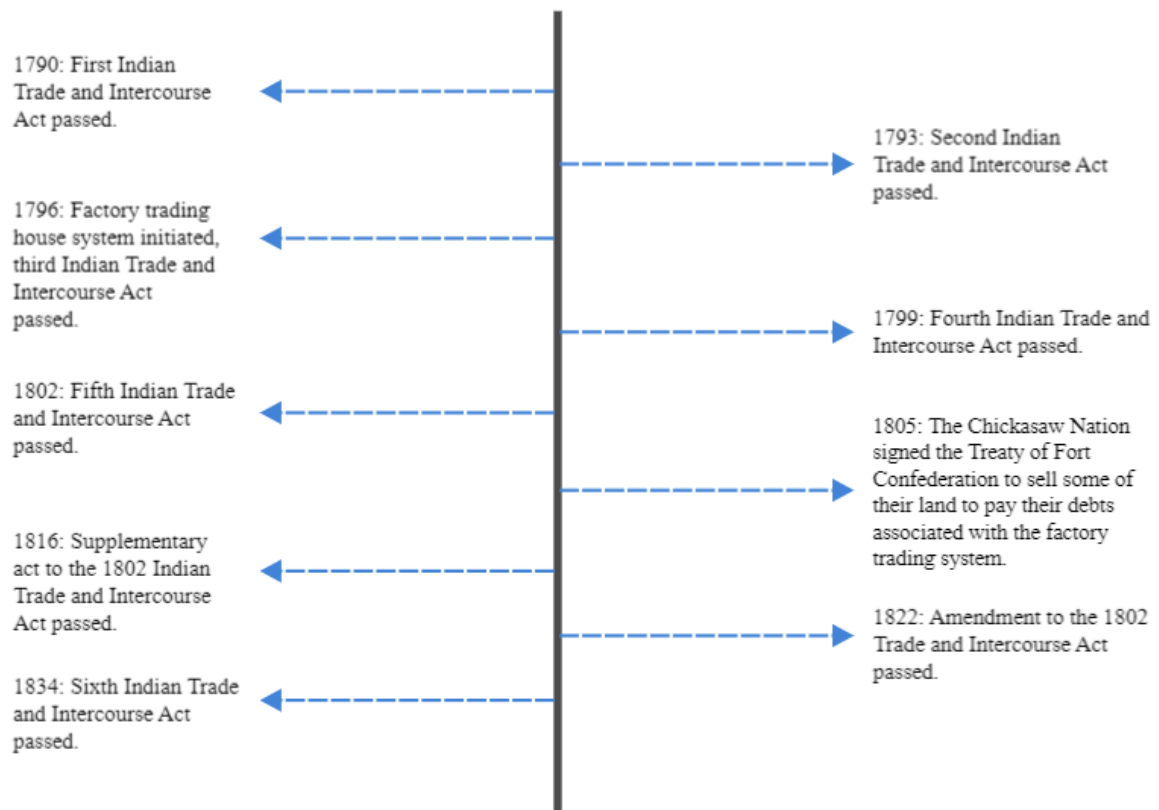 1790: First Indian
Trade and Intercourse
Act passed.
1793: Second Indian
Trade and Intercourse Act
passed.
1796: Factory trading
house system initiated,
third Indian Trade and
Intercourse Act
passed.
1799: Fourth Indian Trade and
Intercourse Act passed.
1802: Fifth Indian Trade
and Intercourse Act
passed.
1805: The Chickasaw Nation
signed the Treaty of Fort
Confederation to sell some of
their land to pay their debts
associated with the factory
trading system.
1816: Supplementary
act to the 1802 Indian
Trade and Intercourse
Act passed.
1822: Amendment to the 1802
Trade and Intercourse Act
passed.
1834: Sixth Indian Trade
and Intercourse Act
passed.